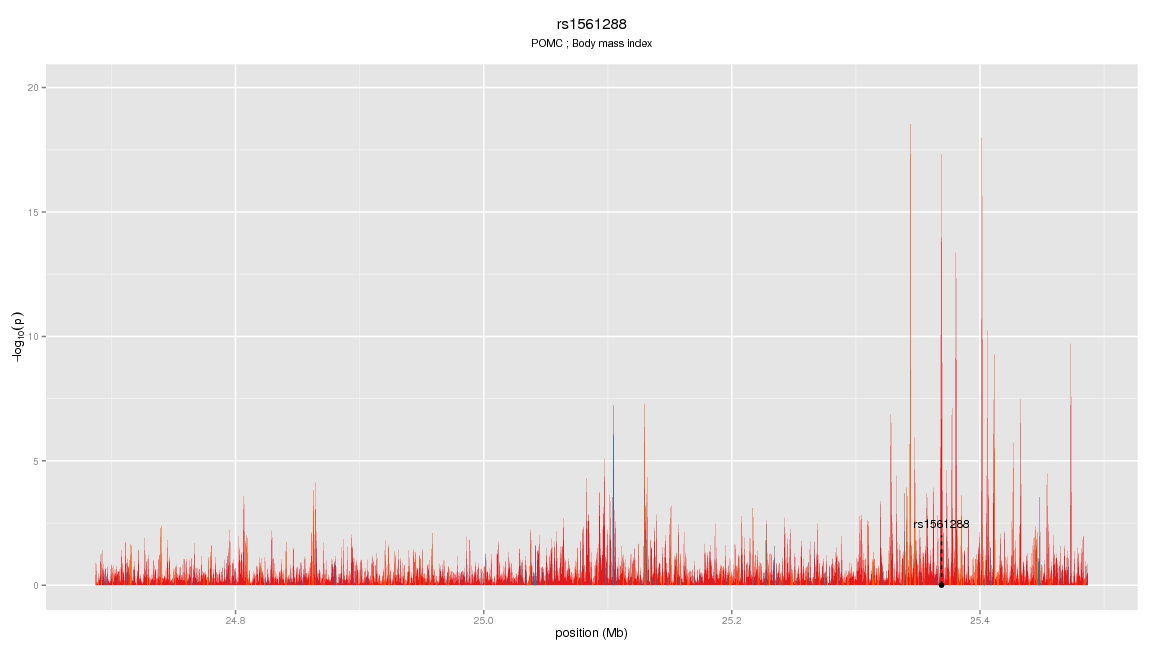 rs1561288
POMC ; Body mass index
20
15
10
5
0
−log10(p)
rs1561288
24.8
25.0
25.2
25.4
position (Mb)